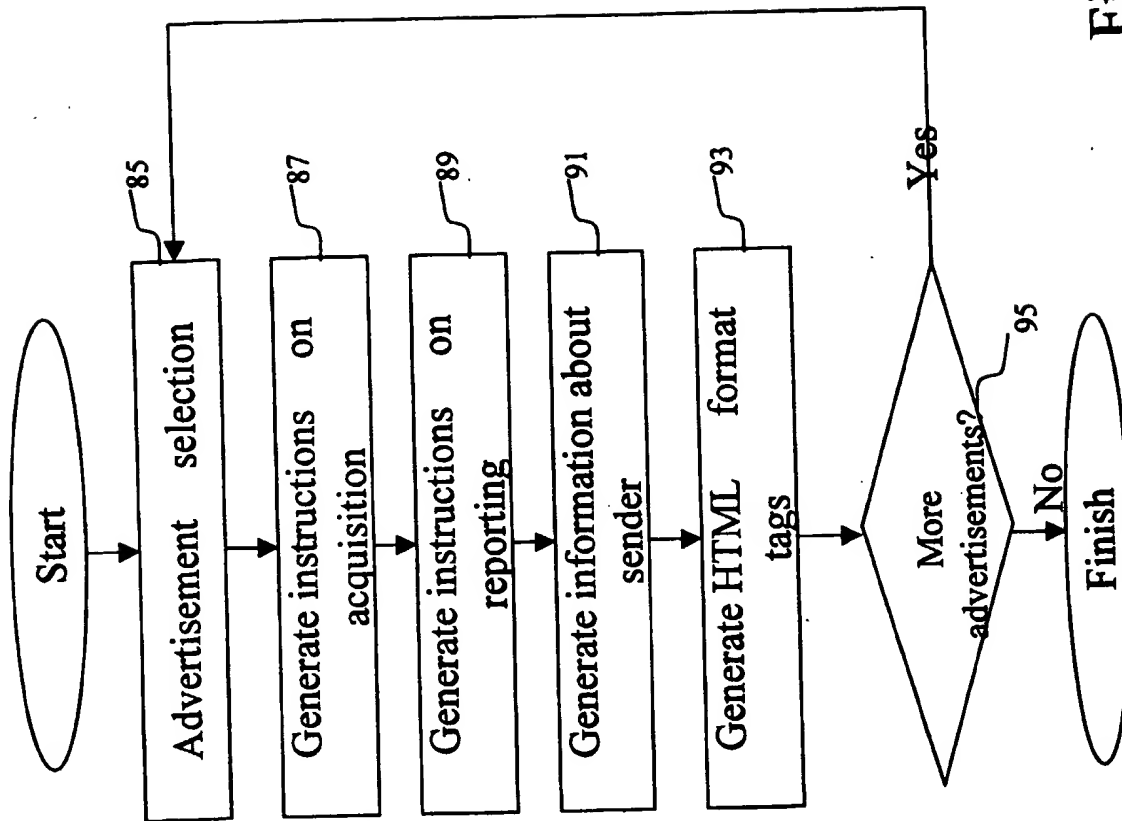 Start
Advertisement selection
85
Generate instructions on
acquisition
87
Generate instructions on
reporting
89
Generate information about
sender
91
Generate HTML format
tags
93
More
advertisements?
95
Yes
No
Finish